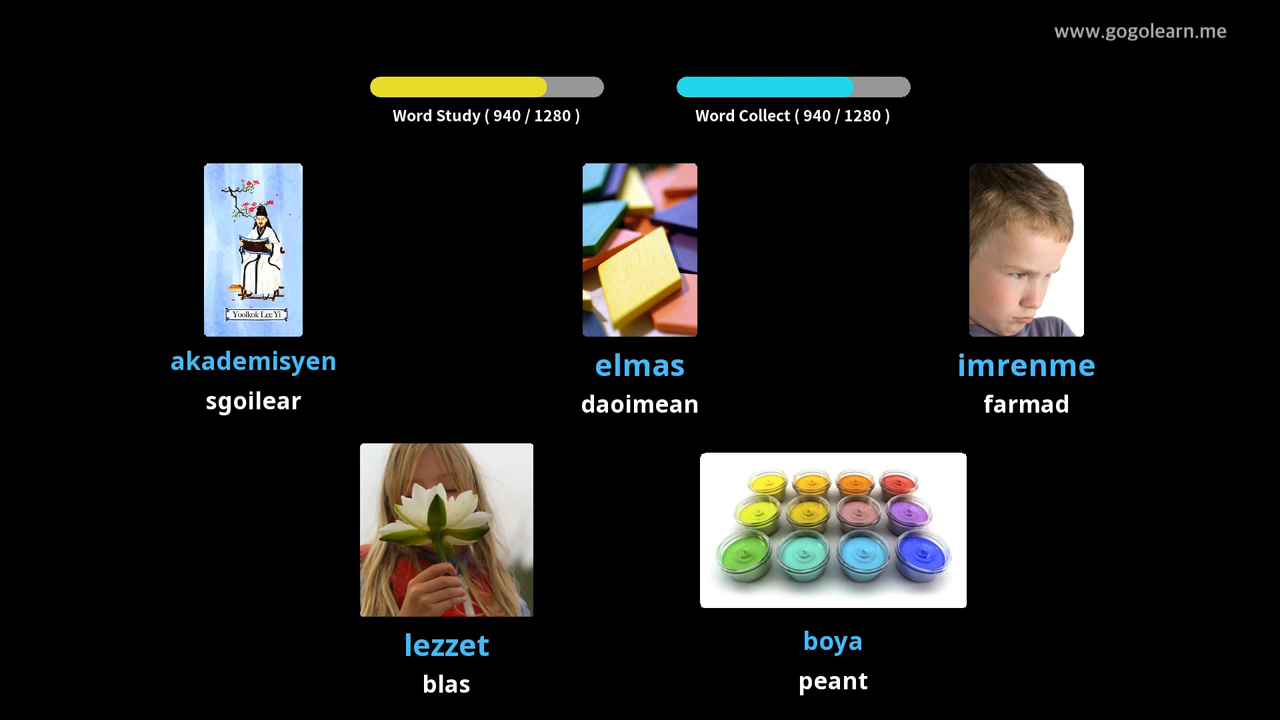 www.gogolearn.me
Word Study ( 940 / 1280 )
Word Collect ( 940 / 1280 )
Yoolkok Lee Yi
akademisyen
sgoilear
elmas
daoimean
imrenme
farmad
lezzet
blas
boya
peant